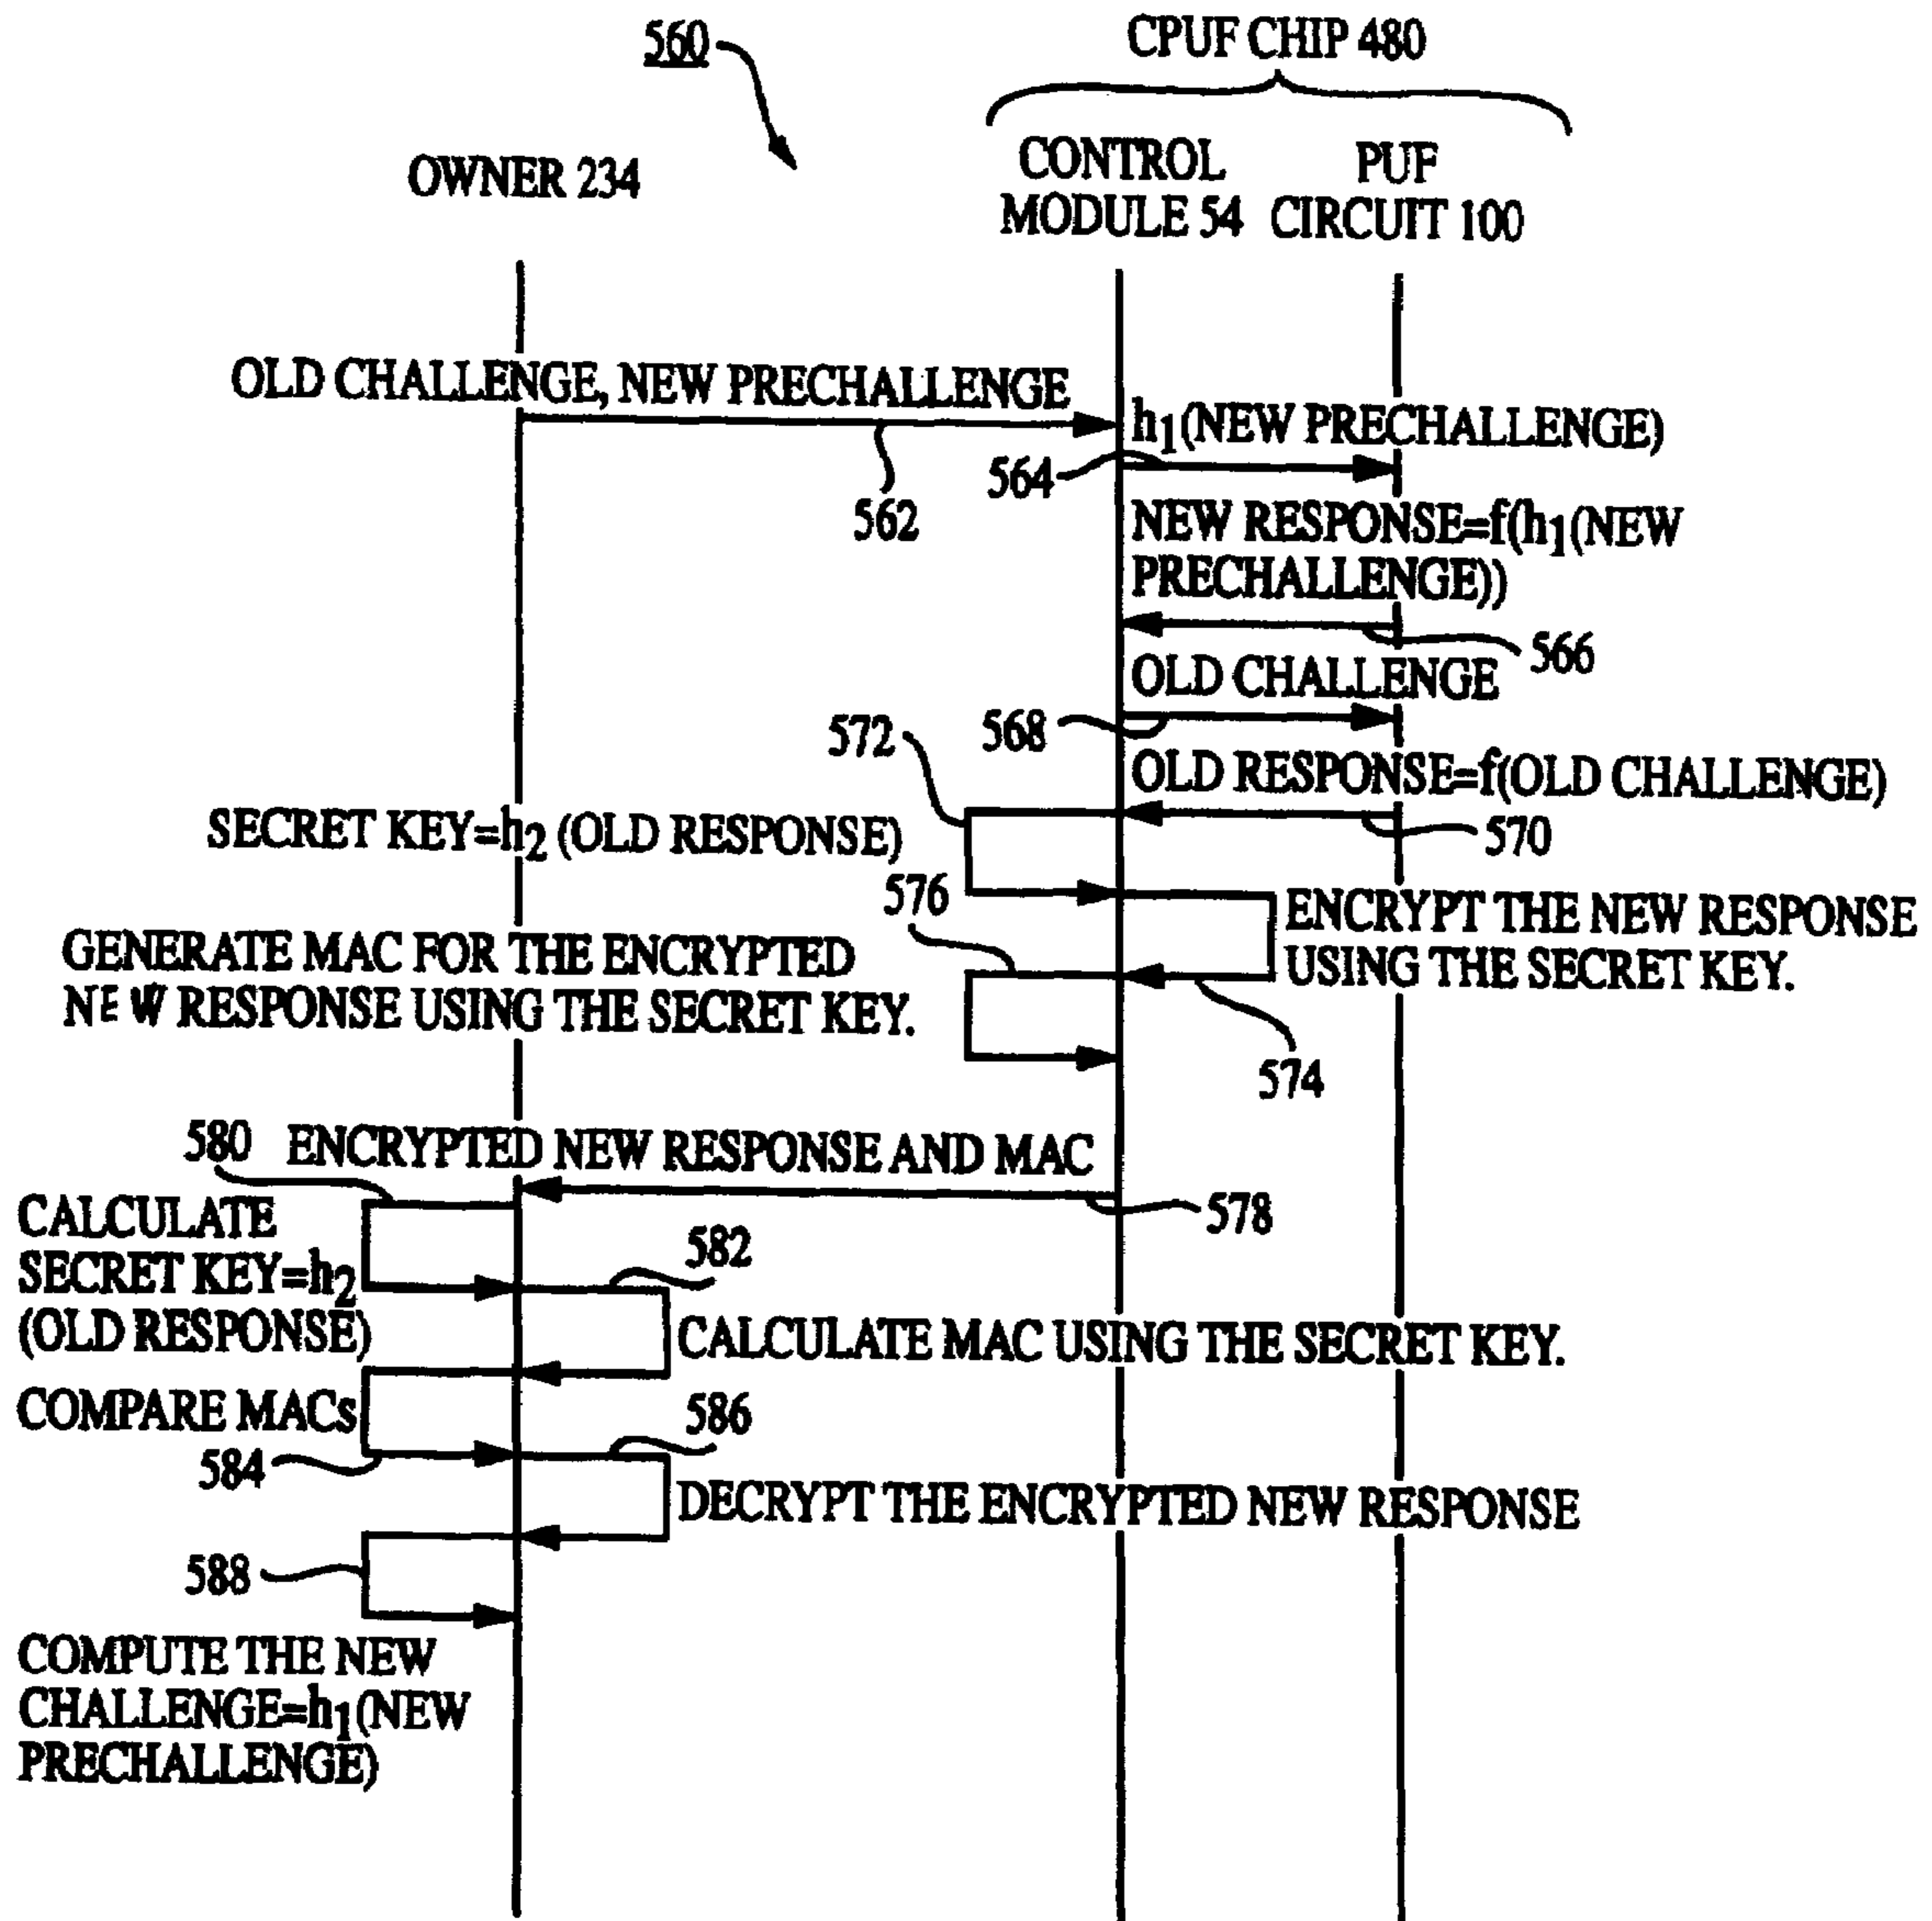 560
CPUF CHIP 480
OWNER 234
CONTROL
MODULE 54
PUF
CIRCUIT 100
OLD CHALLENGE, NEW PRECHALLENGE
562
h1(NEW PRECHALLENGE)
564
NEW RESPONSE=f(h1(NEW
PRECHALLENGE))
566
OLD CHALLENGE
568
572
OLD RESPONSE=f(OLD CHALLENGE)
570
SECRET KEY=h2 (OLD RESPONSE)
576
ENCRYPT THE NEW RESPONSE
USING THE SECRET KEY.
574
GENERATE MAC FOR THE ENCRYPTED
NEW RESPONSE USING THE SECRET KEY.
580
ENCRYPTED NEW RESPONSE AND MAC
578
CALCULATE
SECRET KEY=h2
(OLD RESPONSE)
582
CALCULATE MAC USING THE SECRET KEY.
COMPARE MACs
584
586
DECRYPT THE ENCRYPTED NEW RESPONSE
588
COMPUTE THE NEW
CHALLENGE=h1(NEW
PRECHALLENGE)